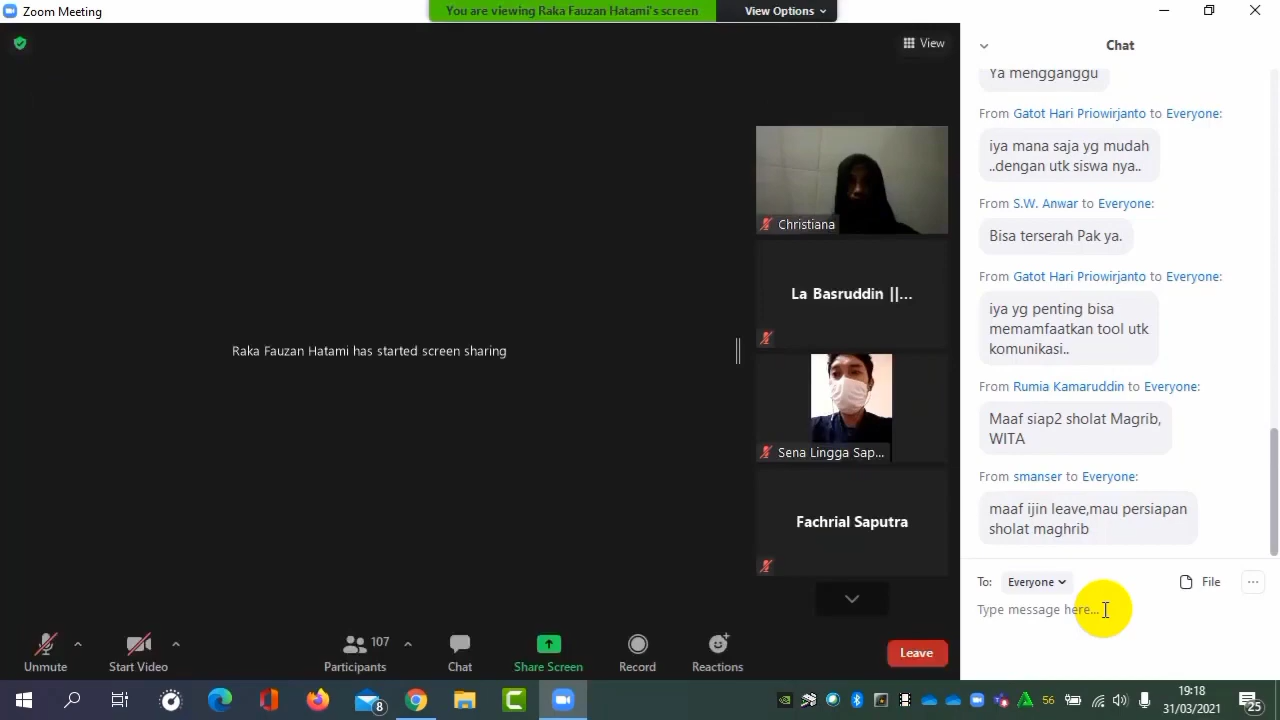 Zoom Meeting
You are viewing Raka Fauzan Hatami's screen
View Options
View
Raka Fauzan Hatami has started screen sharing
Christiana
La Basruddin ||...
Sena Lingga Sap...
Fachrial Saputra
Chat
Ya mengganggu
From Gatot Hari Priowirjanto to Everyone:
iya mana saja yg mudah
..dengan utk siswa nya..
From S.W. Anwar to Everyone:
Bisa terserah Pak ya.
From Gatot Hari Priowirjanto to Everyone:
iya yg penting bisa
memamfaatkan tool utk
komunikasi..
From Rumia Kamaruddin to Everyone:
Maaf siap2 sholat Magrib,
WITA
From smanser to Everyone:
maaf ijin leave,mau persiapan
sholat maghrib
To: Everyone
File
Type message here...
Unmute
Start Video
Participants
107
Chat
Share Screen
Record
Reactions
Leave
8
56
19:18
31/03/2021
25